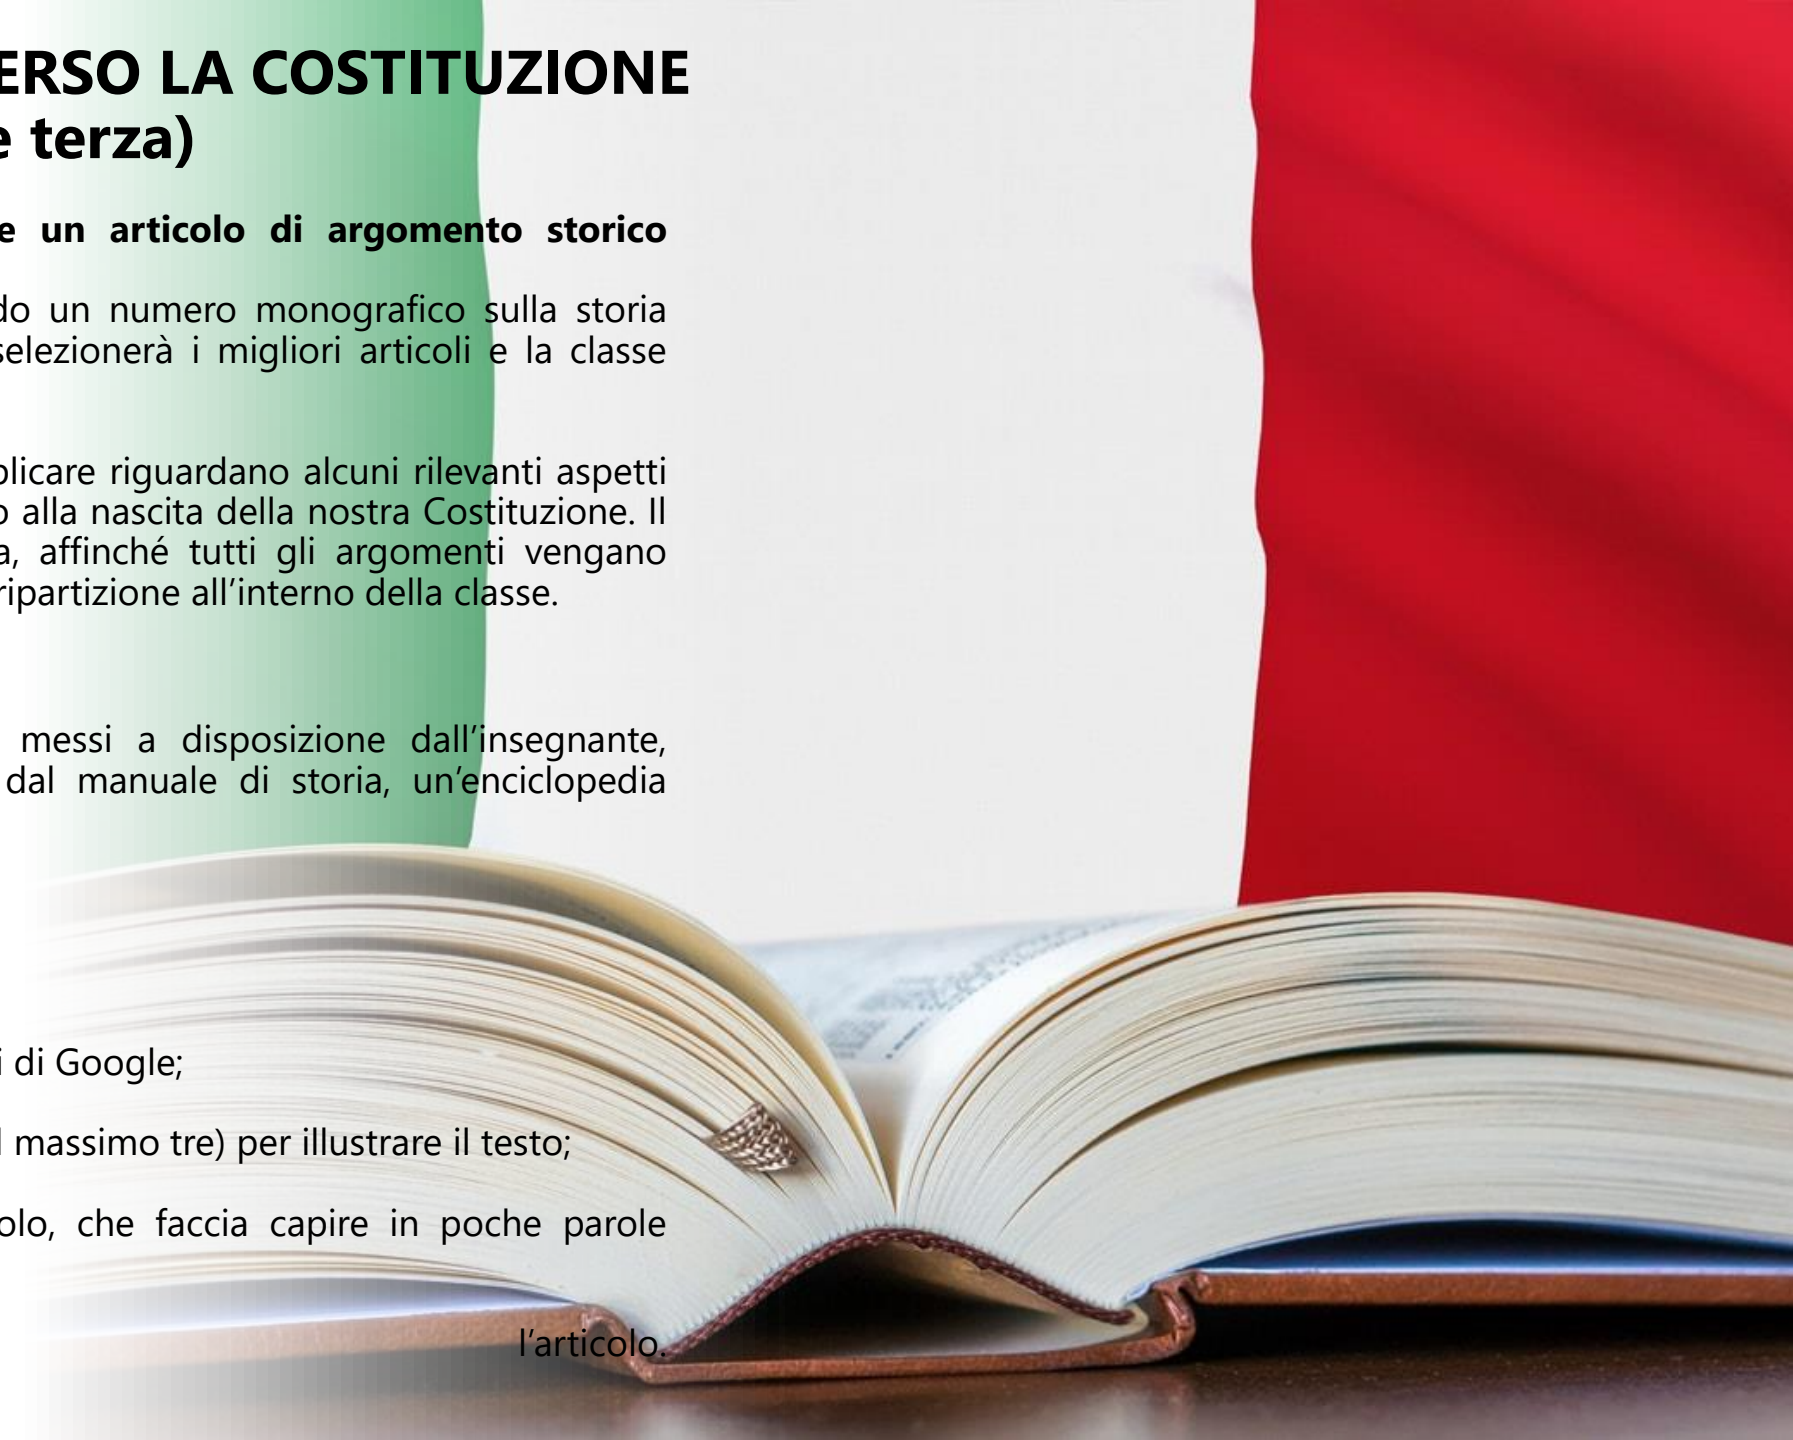 ERSO LA COSTITUZIONE
e terza)
e un articolo di argomento storico
do un numero monografico sulla storia
selezionerà i migliori articoli e la classe
blicare riguardano alcuni rilevanti aspetti
o alla nascita della nostra Costituzione. Il
a, affinché tutti gli argomenti vengano
ripartizione all’interno della classe.
messi a disposizione dall’insegnante,
dal manuale di storia, un’enciclopedia
i di Google;
l massimo tre) per illustrare il testo;
olo, che faccia capire in poche parole
l’articolo.